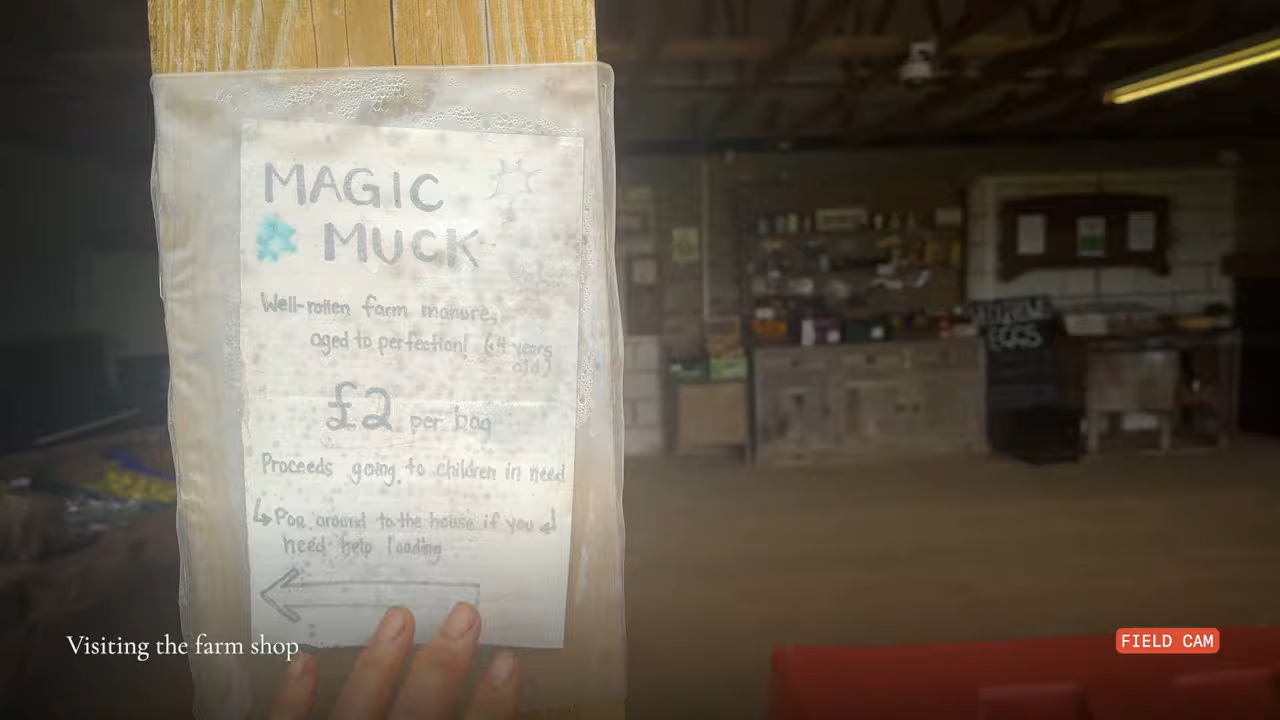 MAGIC
MUCK
Well-rotten farm manure,
aged to perfection! (
years
old)
£2 per bag
Proceeds going to children in need
Pop around to the house if you
need help loading
EGGS
Visiting the farm shop
FIELD CAM